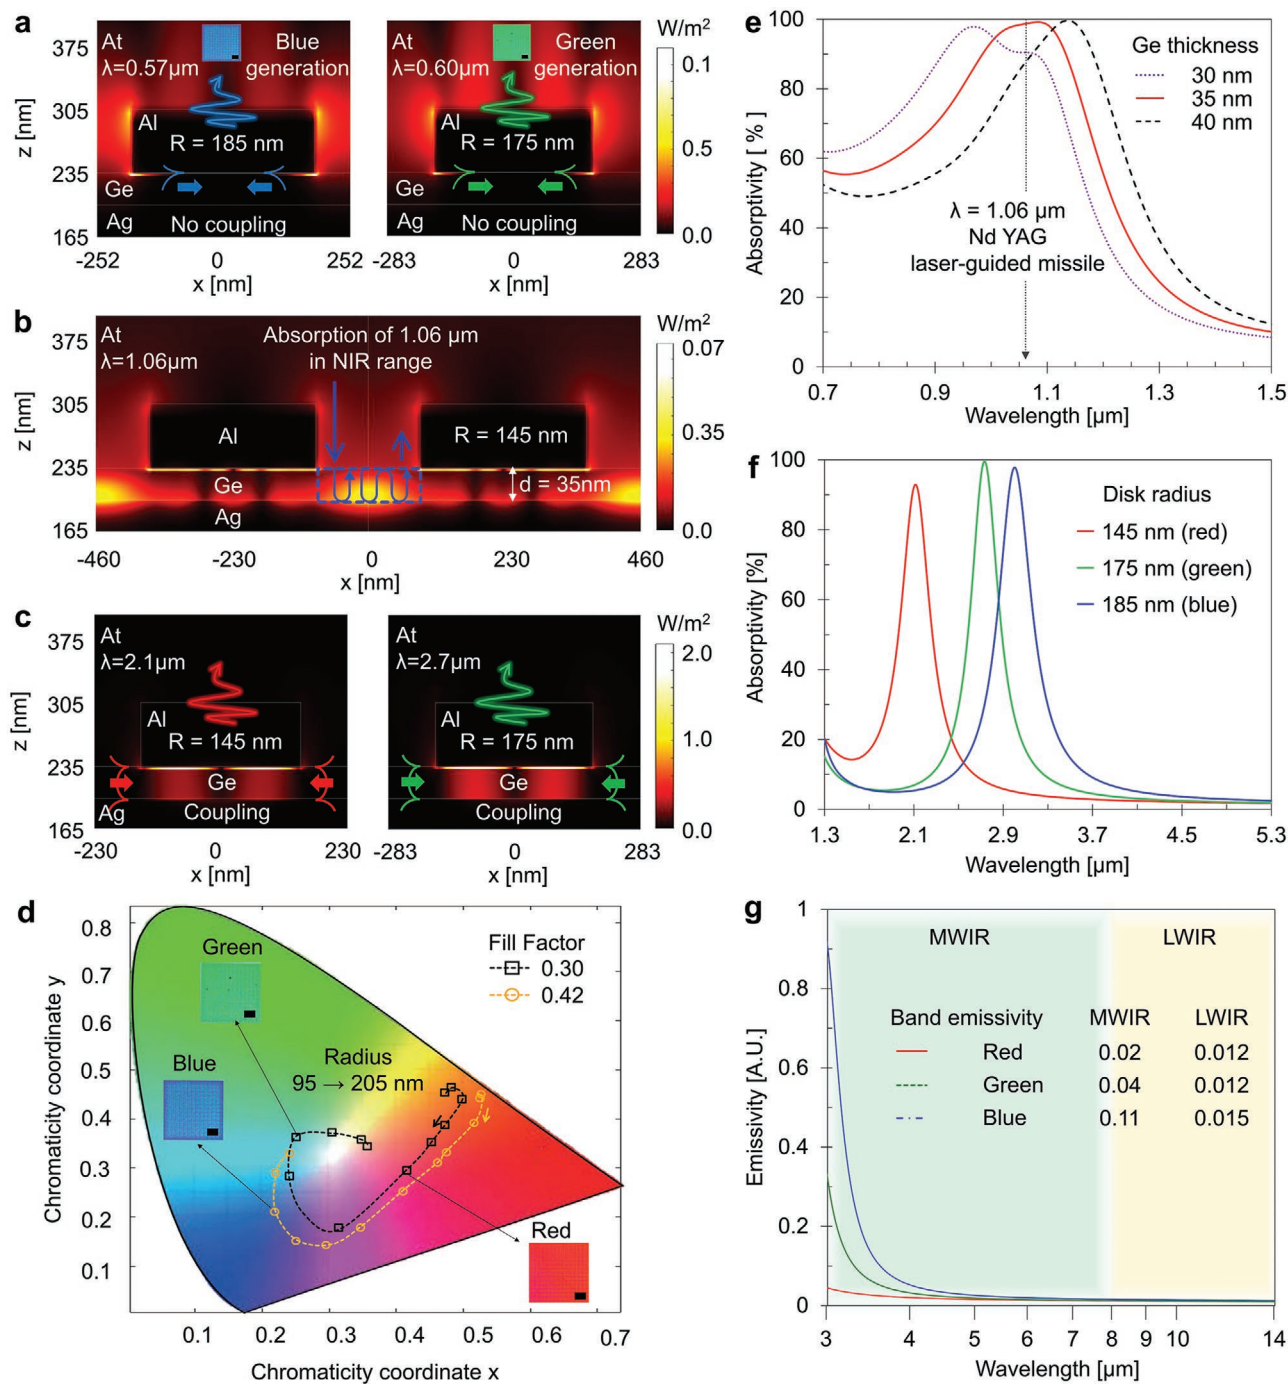 a
W/m²
375
305
235
165
z [nm]
At
λ=0.57μm
Blue
generation
Al
R = 185 nm
Ge
Ag
No coupling
-252
0
252
x [nm]
At
λ=0.60μm
Green
generation
Al
R = 175 nm
No coupling
-283
0
283
x [nm]
0.1
0.5
0.0
b
W/m²
375
305
235
165
z [nm]
At
λ=1.06μm
Absorption of 1.06 μm
in NIR range
Al
R = 145 nm
Ge
d = 35nm
Ag
-460
-230
0
230
460
x [nm]
0.07
0.35
0.0
c
W/m²
375
305
235
165
z [nm]
At
λ=2.1μm
Al
R = 145 nm
Ge
Ag
Coupling
-230
0
230
x [nm]
At
λ=2.7μm
Al
R = 175 nm
Ge
Coupling
-283
0
283
x [nm]
2.0
1.0
0.0
d
0.8
0.7
0.6
0.5
0.4
0.3
0.2
0.1
Chromaticity coordinate y
Green
Fill Factor
0.30
0.42
Blue
Radius
95 → 205 nm
Red
0.1
0.2
0.3
0.4
0.5
0.6
0.7
Chromaticity coordinate x
e
100
80
60
40
20
0
Absorptivity [ % ]
Ge thickness
30 nm
35 nm
40 nm
λ = 1.06 μm
Nd YAG
laser-guided missile
0.7
0.9
1.1
1.3
1.5
Wavelength [μm]
f
100
80
60
40
20
0
Absorptivity [%]
Disk radius
145 nm (red)
175 nm (green)
185 nm (blue)
1.3
2.1
2.9
3.7
4.5
5.3
Wavelength [μm]
g
1
0.8
0.6
0.4
0.2
0
Emissivity [A.U.]
MWIR
LWIR
Band emissivity MWIR LWIR
Red 0.02 0.012
Green 0.04 0.012
Blue 0.11 0.015
3
4
5
6
7
8
9
10
14
Wavelength [μm]